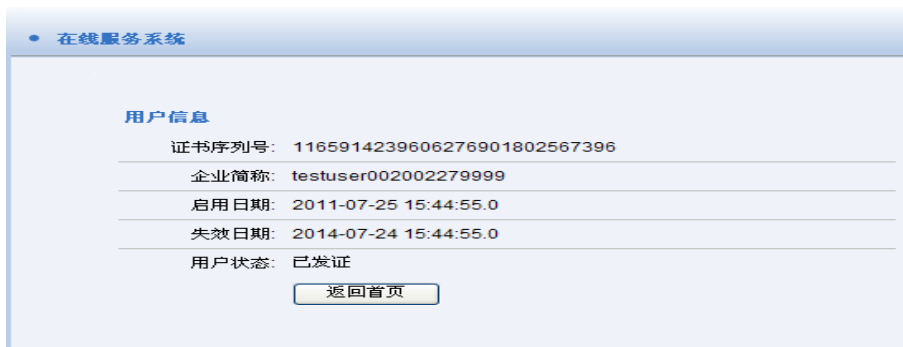 在线服务系统
用户信息
证书序列号: 1165914239606276901802567396
企业简称: testuser002002279999
启用日期: 2011-07-25 15:44:55.0
失效日期: 2014-07-24 15:44:55.0
用户状态: 已发证
返回首页